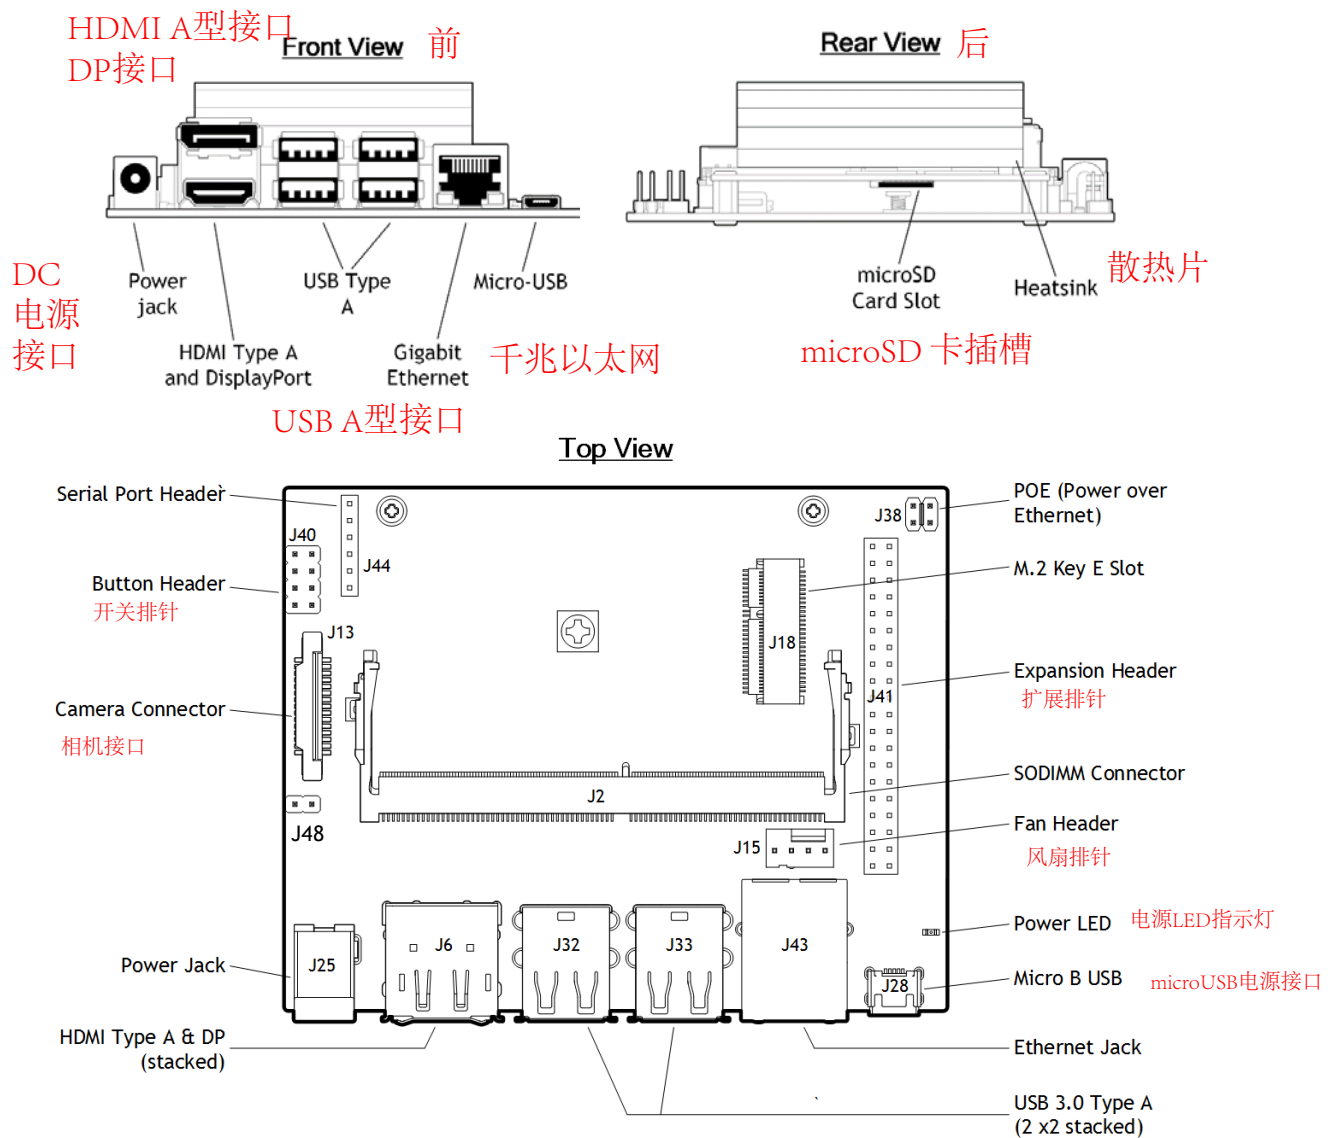 HDMI A型接口
DP接口
Front View
前
Rear View
后
DC
电源
接口
Power
jack
USB Type
A
Micro-USB
HDMI Type A
and DisplayPort
Gigabit
Ethernet
千兆以太网
USB A型接口
microSD
Card Slot
Heatsink
散热片
microSD 卡插槽
Top View
Serial Port Header
J40
J44
Button Header
开关排针
J13
Camera Connector
相机接口
J48
J38
POE (Power over
Ethernet)
M.2 Key E Slot
J18
J41
Expansion Header
扩展排针
J2
SODIMM Connector
J15
Fan Header
风扇排针
Power LED
电源LED指示灯
Power Jack
J25
J6
J32
J33
J43
J28
Micro B USB
microUSB电源接口
HDMI Type A & DP
(stacked)
Ethernet Jack
USB 3.0 Type A
(2 x2 stacked)